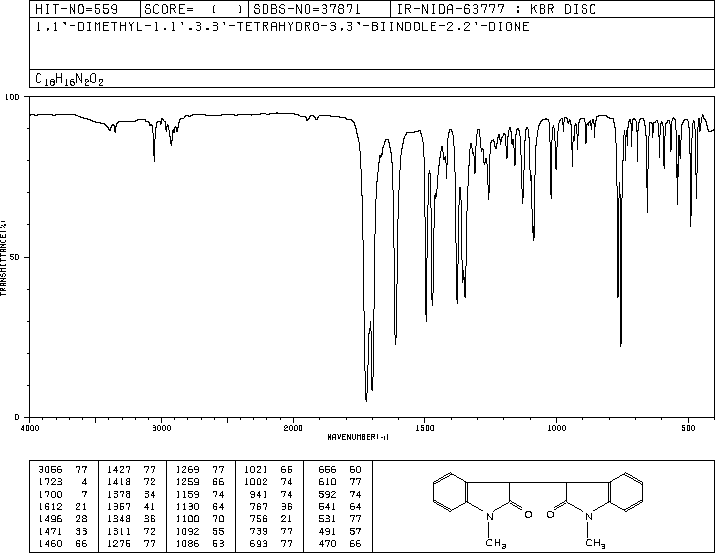 HIT-NO=559 SCORE= ( ) SDBS-NO=37871 IR-NIDA-63777 : KBR DISC
1,1'-DIMETHYL-1,1',3,3'-TETRAHYDRO-3,3'-BIINDOLE-2,2'-DIONE
C16H16N2O2
100
50
0
TRANSMITTANCE(%)
4000 3000 2000 1500 1000 500
WAVENUMBER(-1)
3056 77 1427 77 1269 77 1021 66 656 60
1723 4 1418 72 1259 66 1002 74 610 77
1700 7 1378 34 1159 74 941 74 592 74
1612 21 1357 41 1130 64 767 36 541 64
1496 28 1348 36 1100 70 756 21 531 77
1471 33 1311 72 1092 55 739 77 491 57
1460 66 1276 77 1086 53 693 77 470 66
N O O N
CH3 CH3